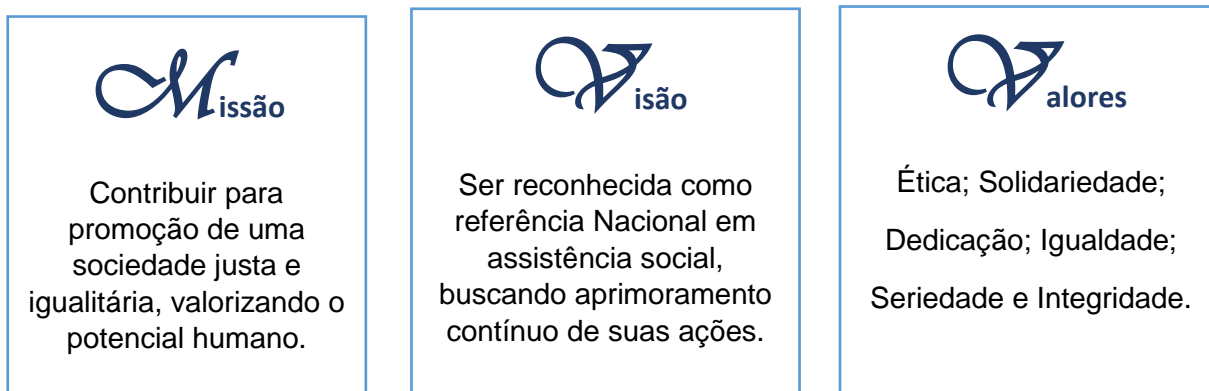 Missão
Contribuir para
promoção de uma
sociedade justa e
igualitária, valorizando o
potencial humano.
Visão
Ser reconhecida como
referência Nacional em
assistência social,
buscando aprimoramento
contínuo de suas ações.
Valores
Ética; Solidariedade;
Dedicação; Igualdade;
Seriedade e Integridade.